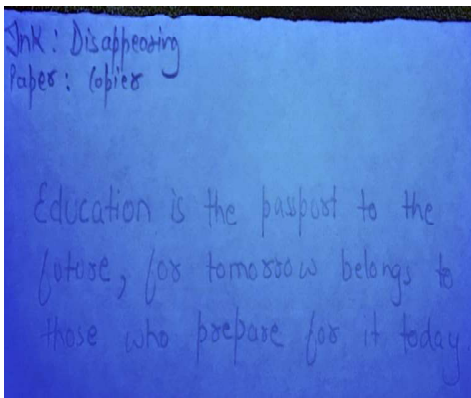 Ink: Disappearing
Paper: Copier
Education is the passport to the
future, for tomorrow belongs to
those who prepare for it today